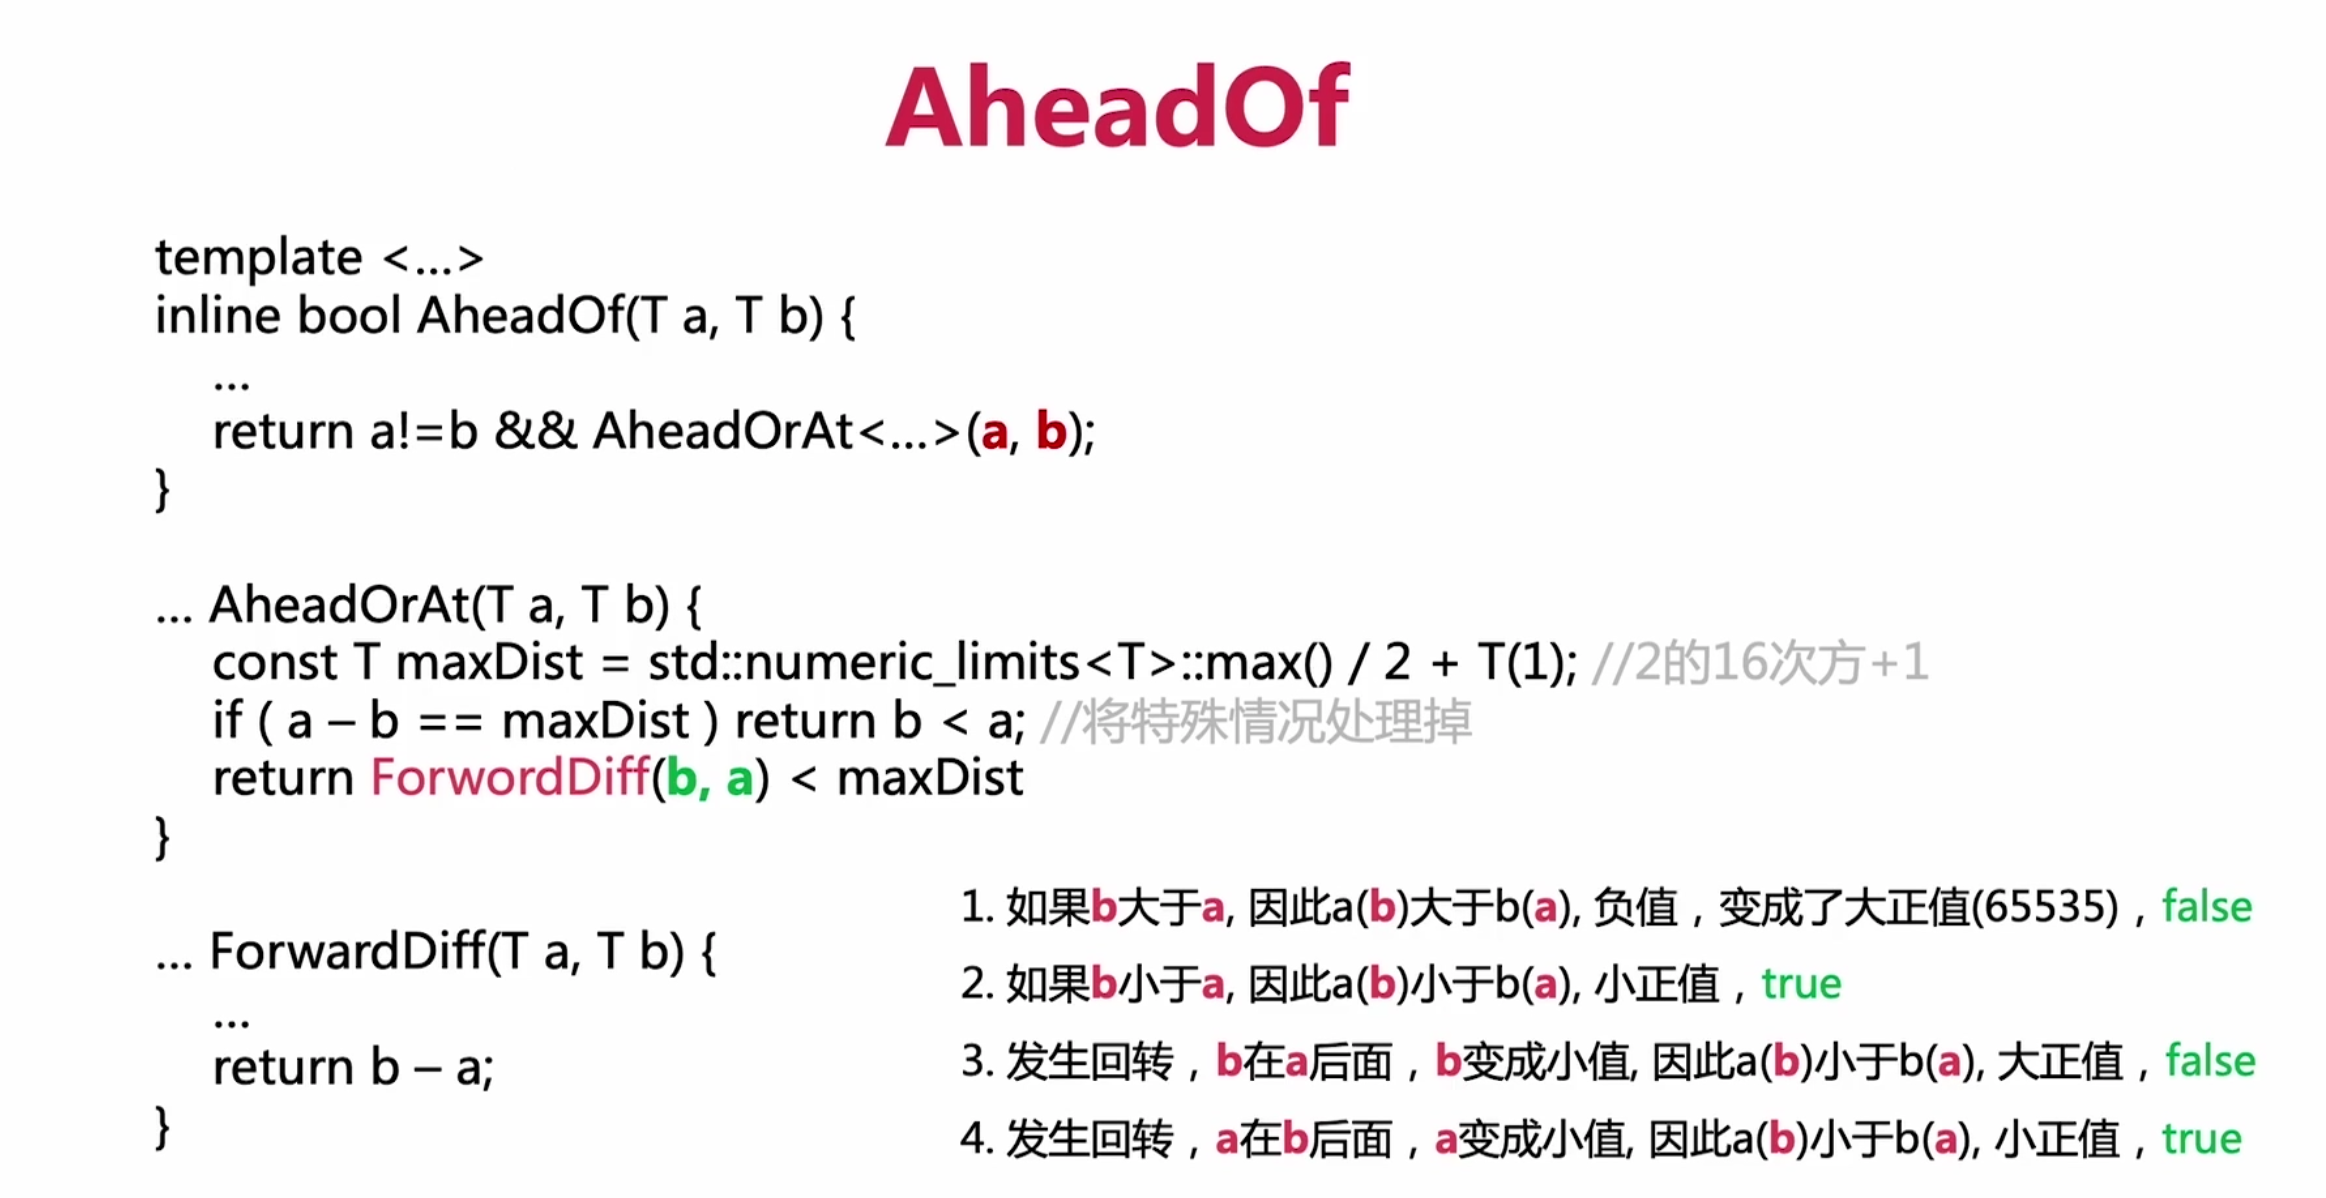 AheadOf
template <...>
inline bool AheadOf(T a, T b) {
...
return a!=b && AheadOrAt<...>(a, b);
}
... AheadOrAt(T a, T b) {
const T maxDist = std::numeric_limits<T>::max() / 2 + T(1); //2的16次方+1
if ( a – b == maxDist ) return b < a; //将特殊情况处理掉
return ForwordDiff(b, a) < maxDist
}
... ForwardDiff(T a, T b) {
...
return b – a;
}
1. 如果b大于a, 因此a(b)大于b(a), 负值，变成了大正值(65535)，false
2. 如果b小于a, 因此a(b)小于b(a), 小正值，true
3. 发生回转，b在a后面，b变成小值, 因此a(b)小于b(a), 大正值，false
4. 发生回转，a在b后面，a变成小值, 因此a(b)小于b(a), 小正值，true